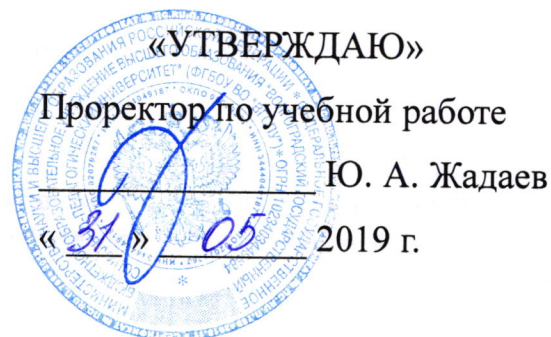 «УТВЕРЖДАЮ»
Проректор по учебной работе
Ю. А. Жадаев
« 31 » 05 2019 г.